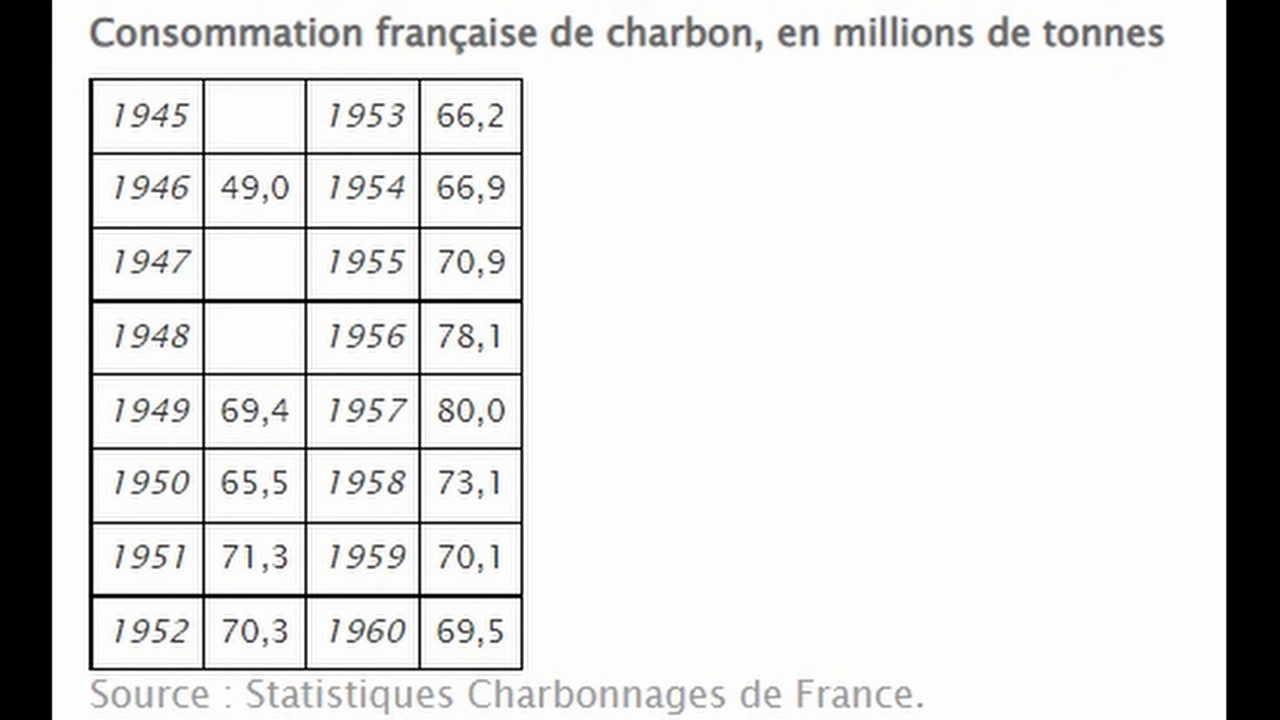 Consommation française de charbon, en millions de tonnes
1945 1953 66,2
1946 49,0 1954 66,9
1947 1955 70,9
1948 1956 78,1
1949 69,4 1957 80,0
1950 65,5 1958 73,1
1951 71,3 1959 70,1
1952 70,3 1960 69,5
Source : Statistiques Charbonnages de France.